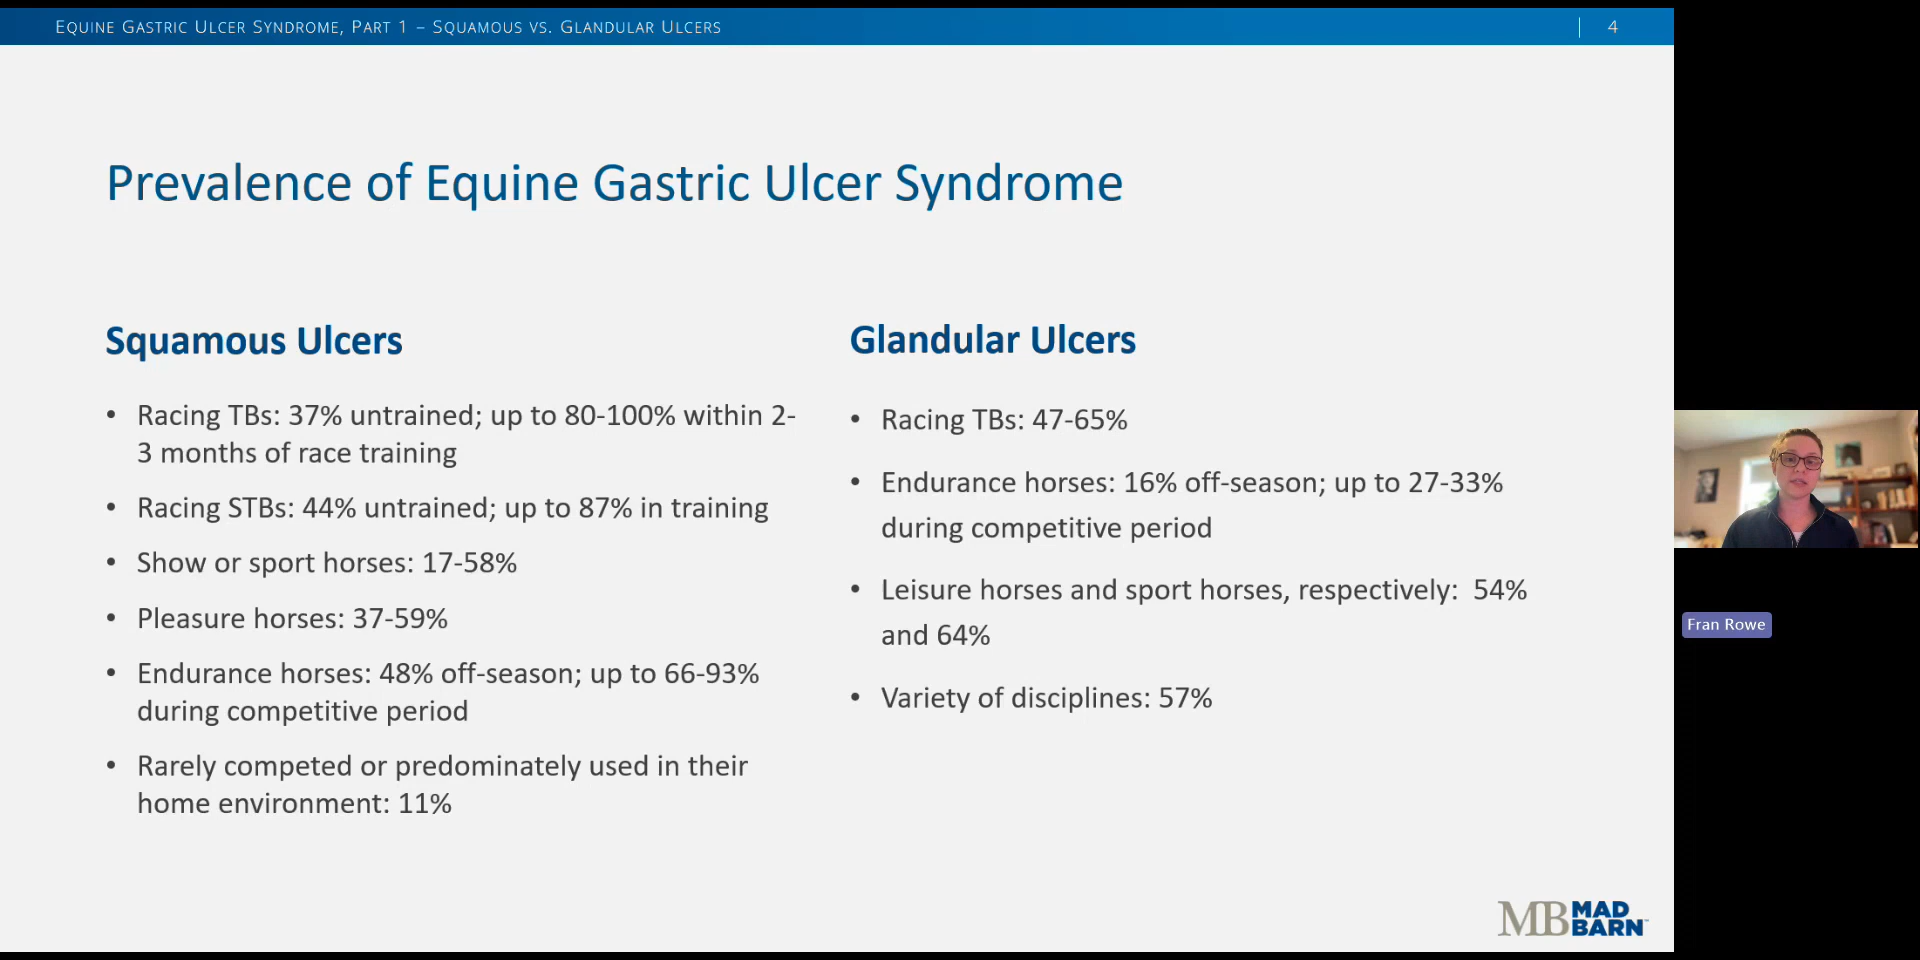 Equine Gastric Ulcer Syndrome, Part 1 – Squamous vs. Glandular Ulcers
4
Prevalence of Equine Gastric Ulcer Syndrome
Squamous Ulcers
• Racing TBs: 37% untrained; up to 80-100% within 2-
3 months of race training
• Racing STBs: 44% untrained; up to 87% in training
• Show or sport horses: 17-58%
• Pleasure horses: 37-59%
• Endurance horses: 48% off-season; up to 66-93%
during competitive period
• Rarely competed or predominately used in their
home environment: 11%
Glandular Ulcers
• Racing TBs: 47-65%
• Endurance horses: 16% off-season; up to 27-33%
during competitive period
• Leisure horses and sport horses, respectively: 54%
and 64%
• Variety of disciplines: 57%
Fran Rowe
MB MAD
BARN™